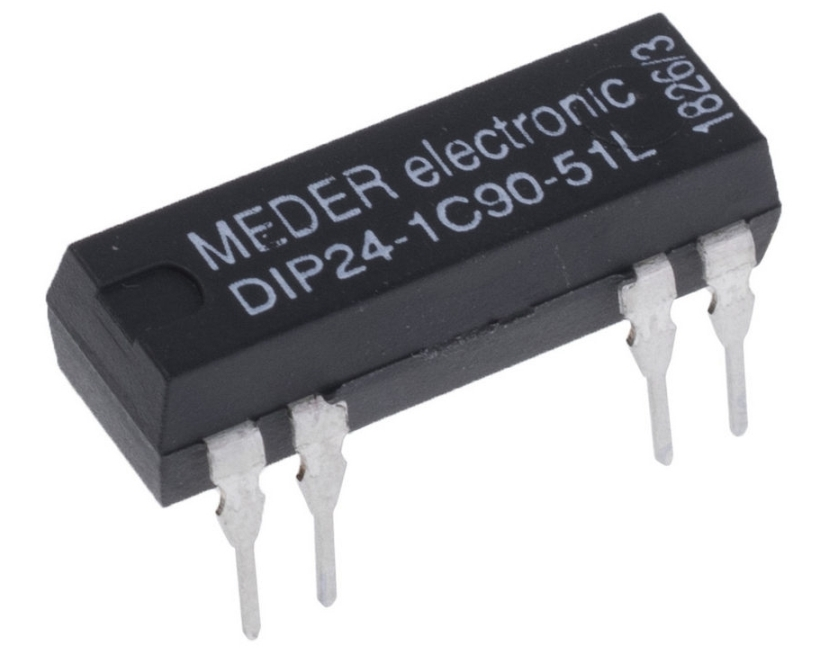 MEDER electronic
DIP24-1C90-51L
1826/3